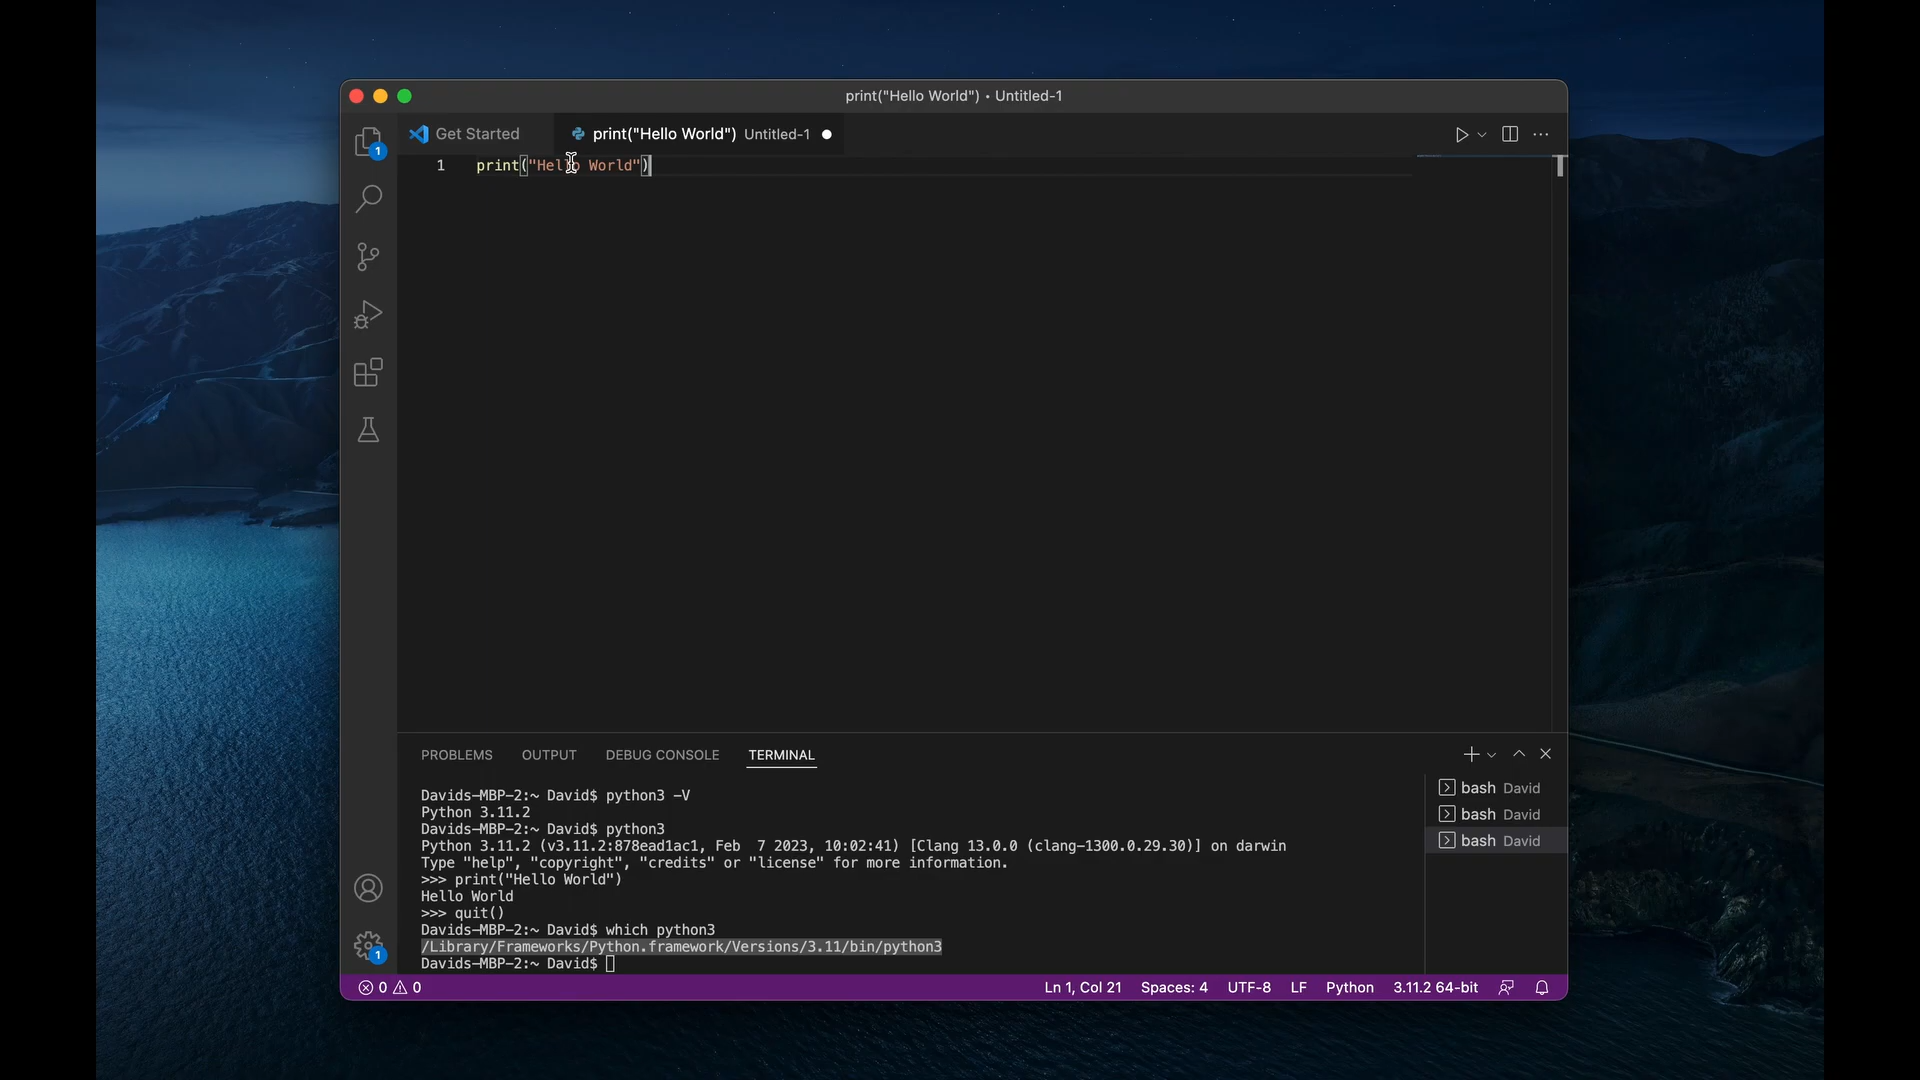 print("Hello World") • Untitled-1
Get Started
print("Hello World") Untitled-1
1
1 print("Hello World")
PROBLEMS OUTPUT DEBUG CONSOLE TERMINAL
Davids-MBP-2:~ David$ python3 -V
Python 3.11.2
Davids-MBP-2:~ David$ python3
Python 3.11.2 (v3.11.2:878ead1ac1, Feb  7 2023, 10:02:41) [Clang 13.0.0 (clang-1300.0.29.30)] on darwin
Type "help", "copyright", "credits" or "license" for more information.
>>> print("Hello World")
Hello World
>>> quit()
Davids-MBP-2:~ David$ which python3
/Library/Frameworks/Python.framework/Versions/3.11/bin/python3
Davids-MBP-2:~ David$
bash David
bash David
bash David
1
0 0 Ln 1, Col 21 Spaces: 4 UTF-8 LF Python 3.11.2 64-bit